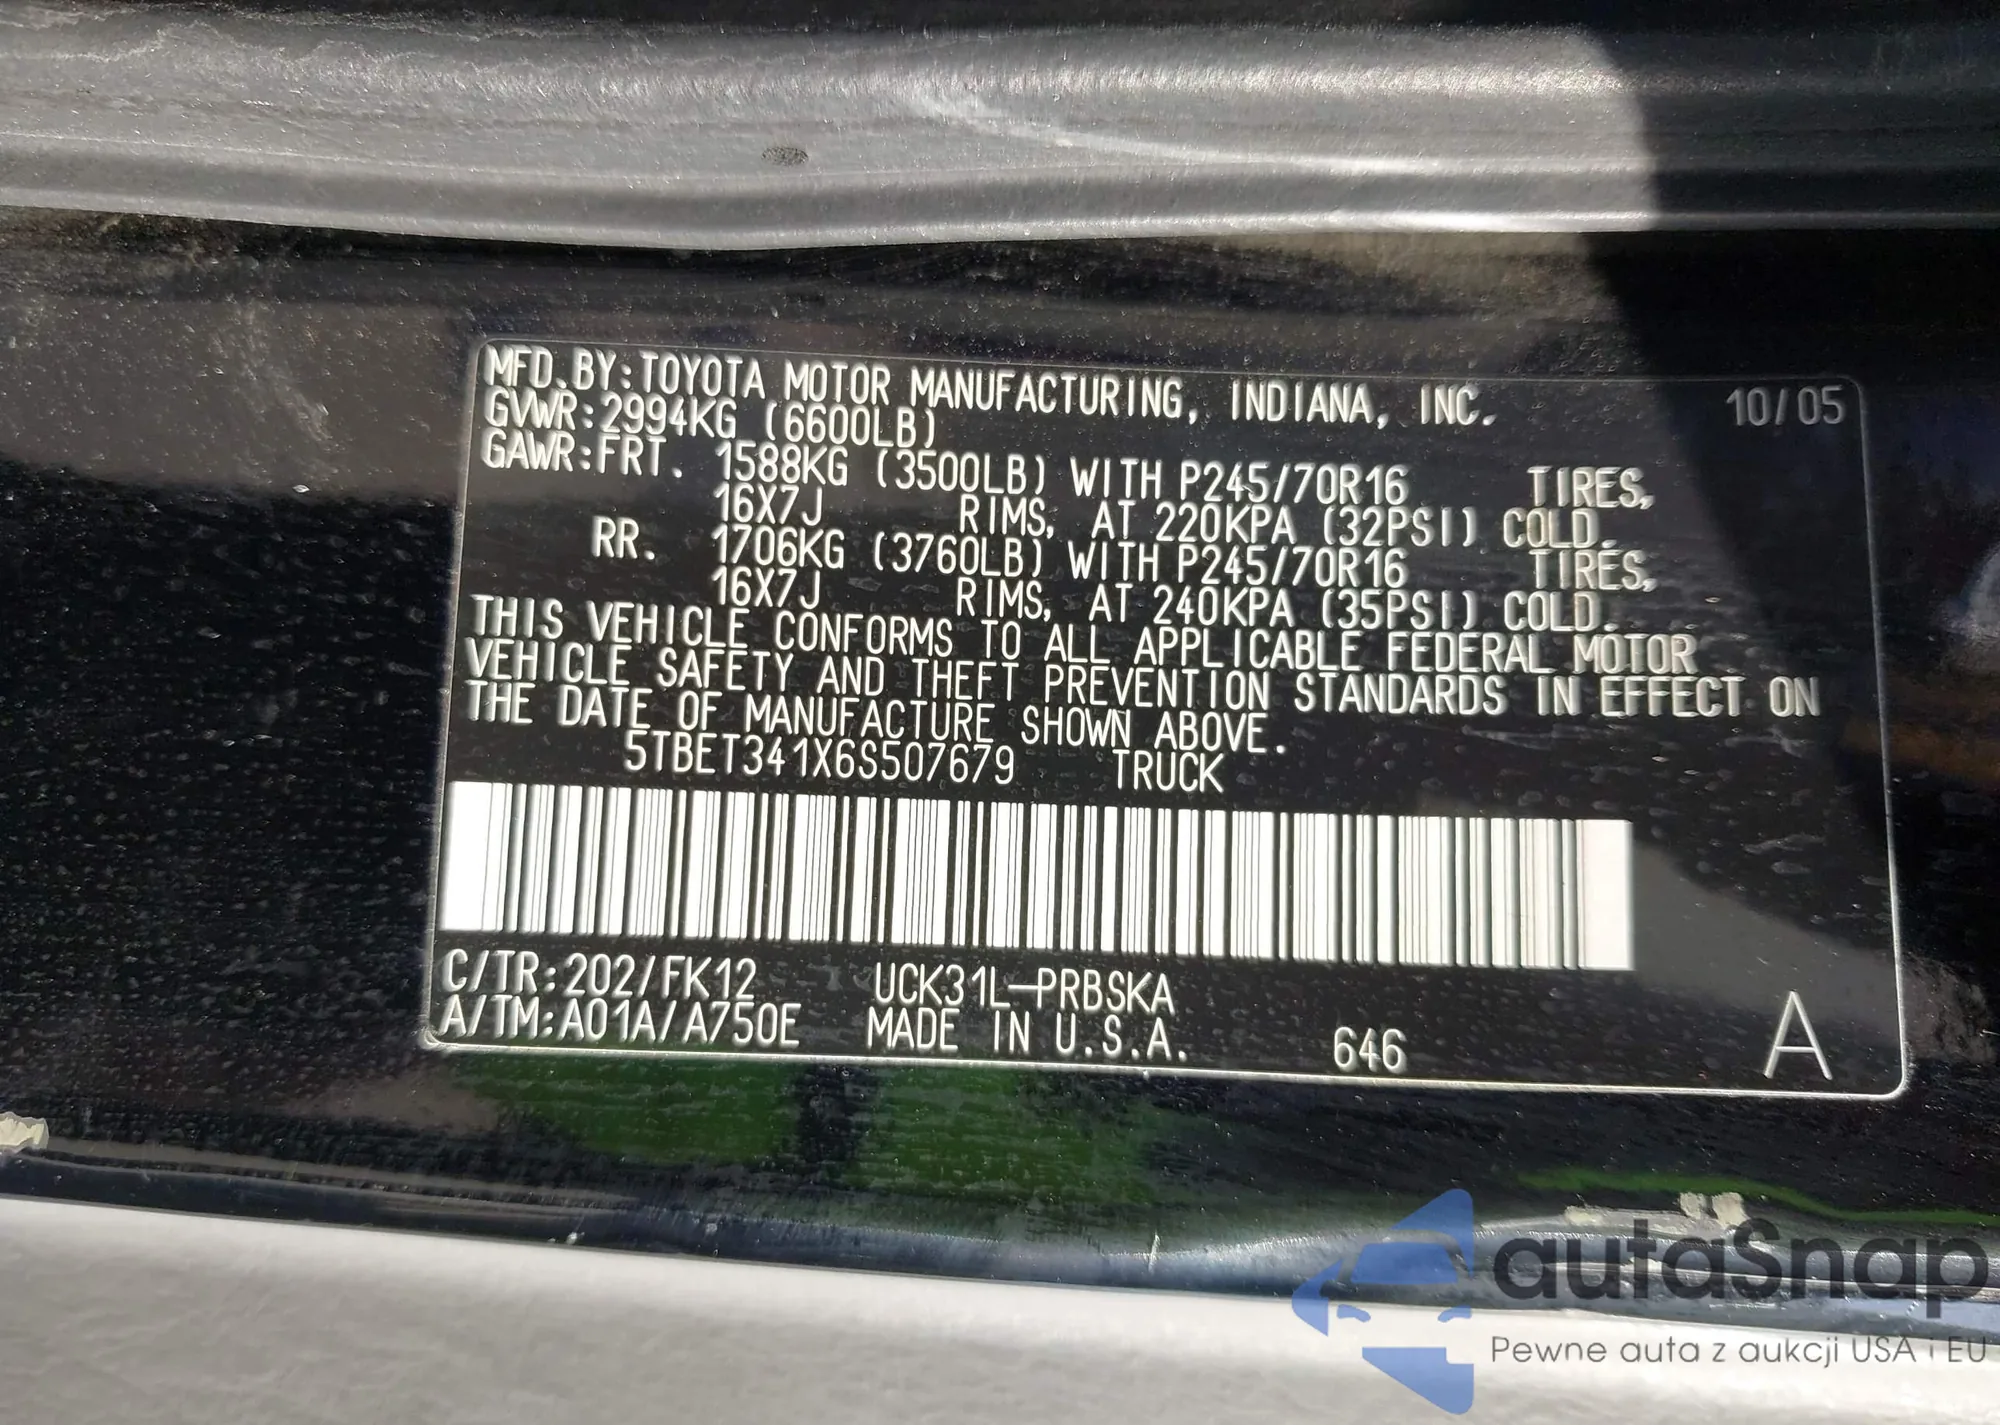 MFD.BY:TOYOTA MOTOR MANUFACTURING, INDIANA, INC. 10/05
GVWR:2994KG (6600LB)
GAWR:FRT. 1588KG (3500LB) WITH P245/70R16 TIRES,
16X7J RIMS, AT 220KPA (32PSI) COLD.
RR. 1706KG (3760LB) WITH P245/70R16 TIRES,
16X7J RIMS, AT 240KPA (35PSI) COLD.
THIS VEHICLE CONFORMS TO ALL APPLICABLE FEDERAL MOTOR
VEHICLE SAFETY AND THEFT PREVENTION STANDARDS IN EFFECT ON
THE DATE OF MANUFACTURE SHOWN ABOVE.
5TBET341X6S507679 TRUCK
C/TR:202/FK12 UCK31L-PRBSKA
A/TM:A01A/A750E MADE IN U.S.A. 646 A
autaSnap
Pewne auta z aukcji USA i EU